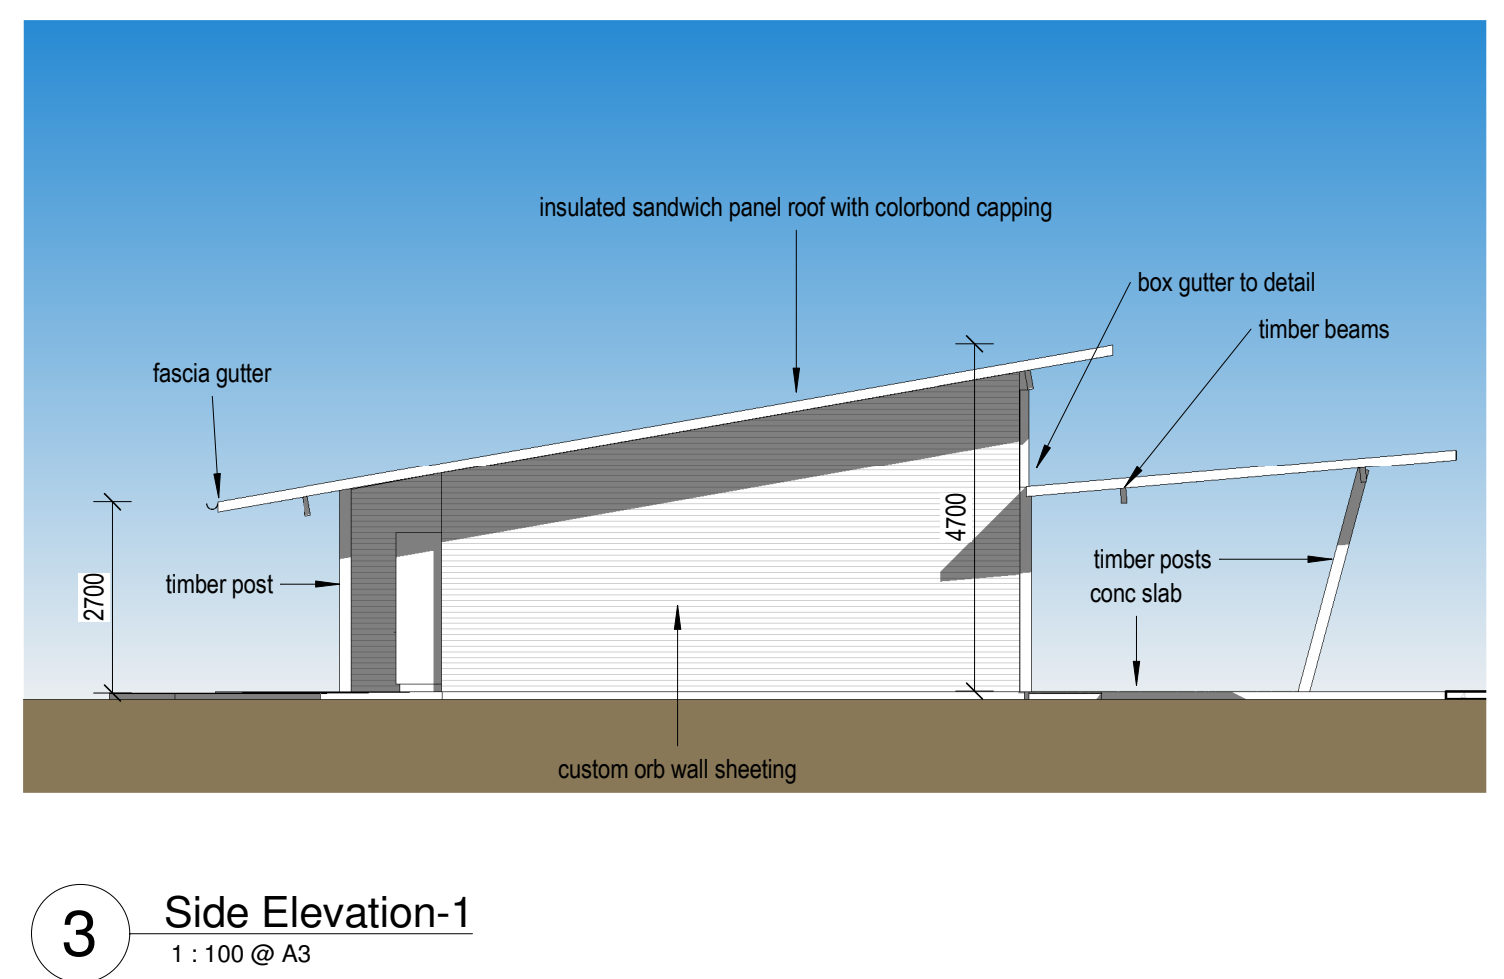 insulated sandwich panel roof with colorbond capping
box gutter to detail
timber beams
fascia gutter
4700
timber posts
conc slab
timber post
2700
custom orb wall sheeting
3
Side Elevation-1
1 : 100 @ A3